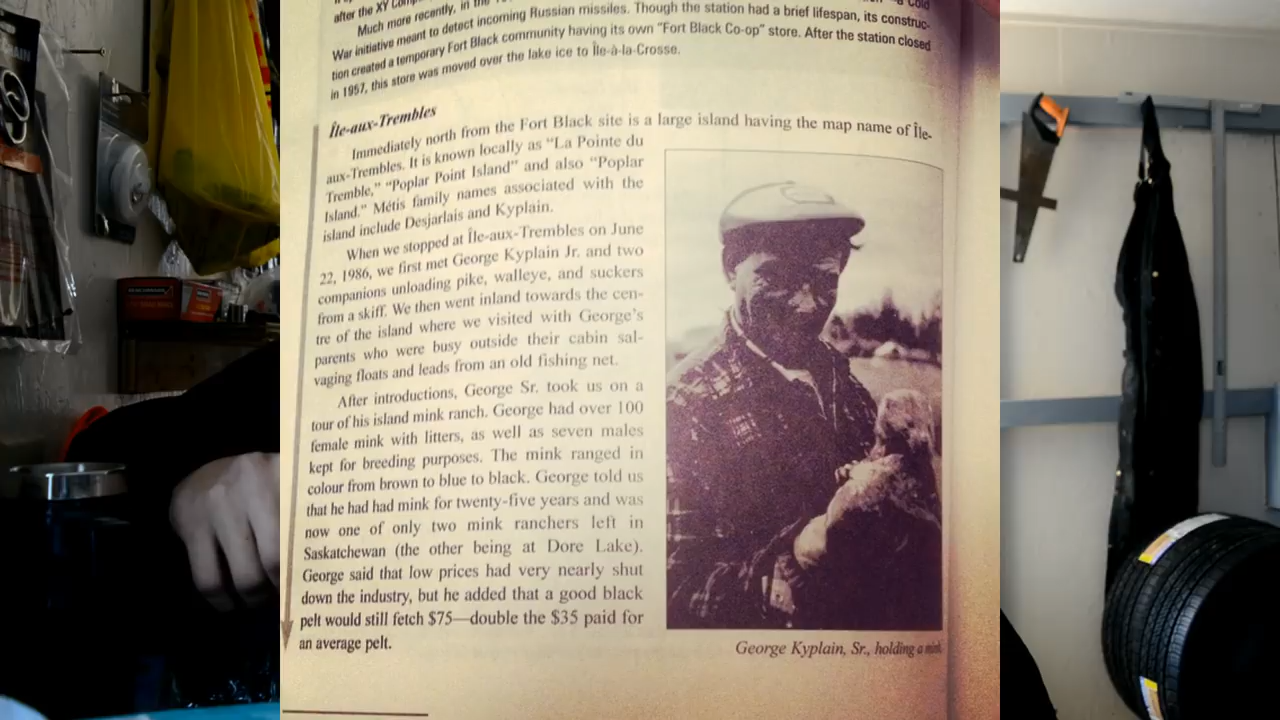 after the XY
Much more recently, in the
War initiative meant to detect incoming Russian missiles. Though the station had a brief lifespan, its construc-
tion created a temporary Fort Black community having its own "Fort Black Co-op" store. After the station closed
in 1957, this store was moved over the lake ice to Île-à-la-Crosse.
Île-aux-Trembles
Immediately north from the Fort Black site is a large island having the map name of Île-
aux-Trembles. It is known locally as “La Pointe du
Tremble,” “Poplar Point Island” and also “Poplar
Island.” Métis family names associated with the
island include Desjarlais and Kyplain.
When we stopped at Île-aux-Trembles on June
22, 1986, we first met George Kyplain Jr. and two
companions unloading pike, walleye, and suckers
from a skiff. We then went inland towards the cen-
tre of the island where we visited with George’s
parents who were busy outside their cabin sal-
vaging floats and leads from an old fishing net.
After introductions, George Sr. took us on a
tour of his island mink ranch. George had over 100
female mink with litters, as well as seven males
kept for breeding purposes. The mink ranged in
colour from brown to blue to black. George told us
that he had had mink for twenty-five years and was
now one of only two mink ranchers left in
Saskatchewan (the other being at Dore Lake).
George said that low prices had very nearly shut
down the industry, but he added that a good black
pelt would still fetch $75—double the $35 paid for
an average pelt.
George Kyplain, Sr., holding a mink